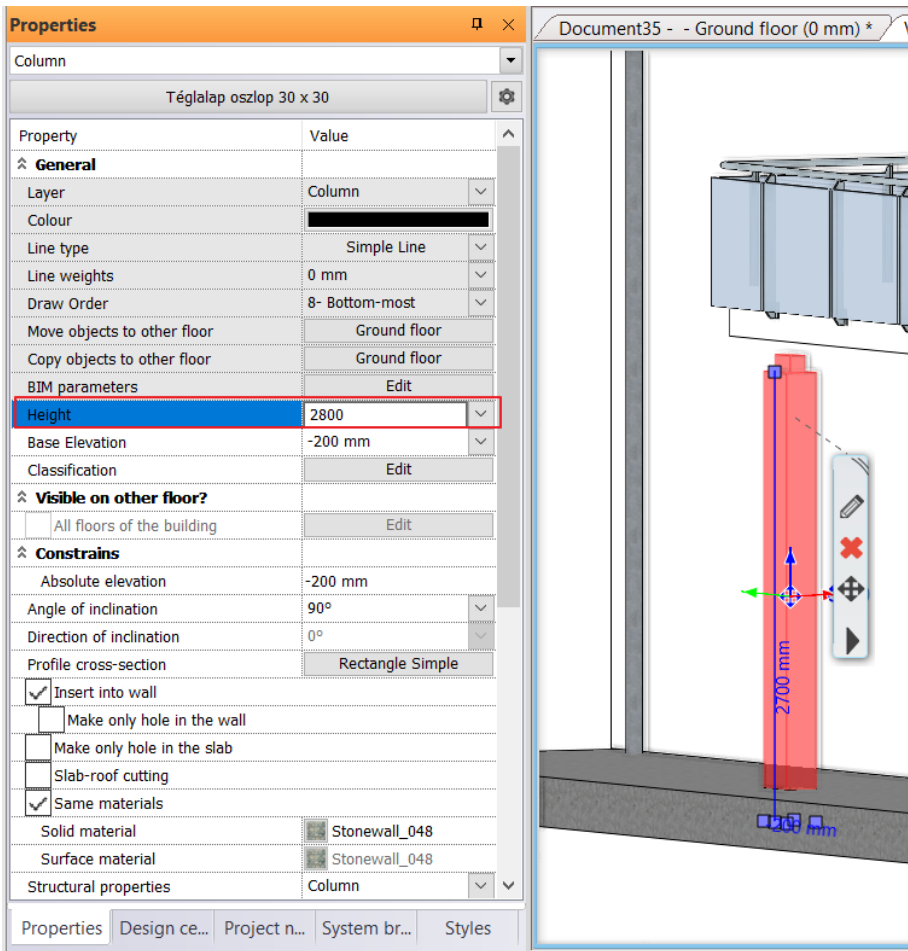 Properties
Column
Téglalap oszlop 30 x 30
Property Value
General
Layer Column
Colour
Line type Simple Line
Line weights 0 mm
Draw Order 8- Bottom-most
Move objects to other floor Ground floor
Copy objects to other floor Ground floor
BIM parameters Edit
Height 2800
Base Elevation -200 mm
Classification Edit
Visible on other floor?
All floors of the building Edit
Constrains
Absolute elevation -200 mm
Angle of inclination 90°
Direction of inclination 0°
Profile cross-section Rectangle Simple
Insert into wall
Make only hole in the wall
Make only hole in the slab
Slab-roof cutting
Same materials
Solid material Stonewall_048
Surface material Stonewall_048
Structural properties Column
Properties Design ce... Project n... System br... Styles
Document35 - - Ground floor (0 mm) *
2700 mm
200 mm